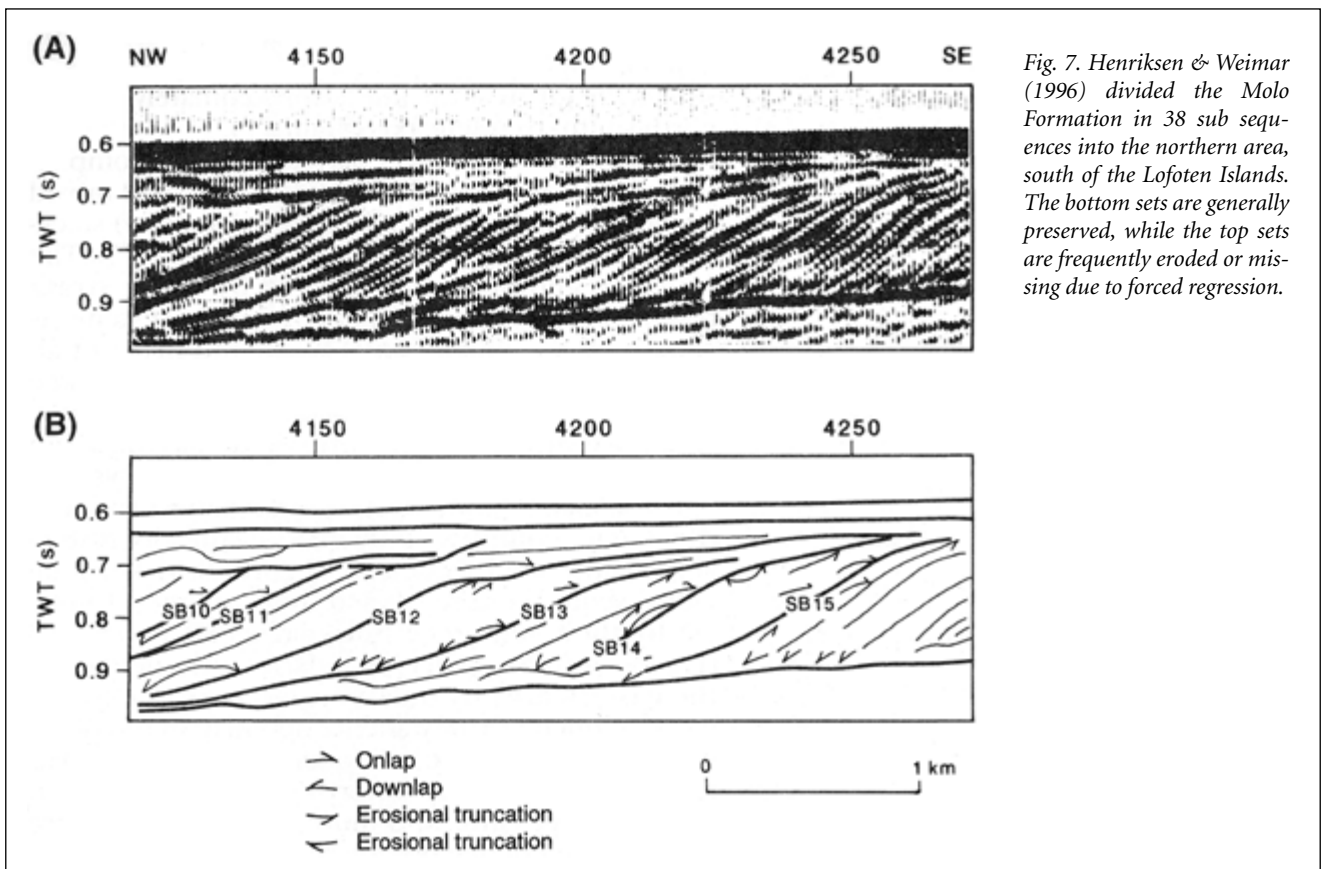 (A)
NW 4150 4200 4250 SE
TWT (s)
0.6
0.7
0.8
0.9
(B)
4150 4200 4250
TWT (s)
0.6
0.7
0.8
0.9
SB10
SB11
SB12
SB13
SB14
SB15
Onlap
Downlap
Erosional truncation
Erosional truncation
0 1 km
Fig. 7. Henriksen & Weimar
(1996) divided the Molo
Formation in 38 sub sequ-
ences into the northern area,
south of the Lofoten Islands.
The bottom sets are generally
preserved, while the top sets
are frequently eroded or mis-
sing due to forced regression.